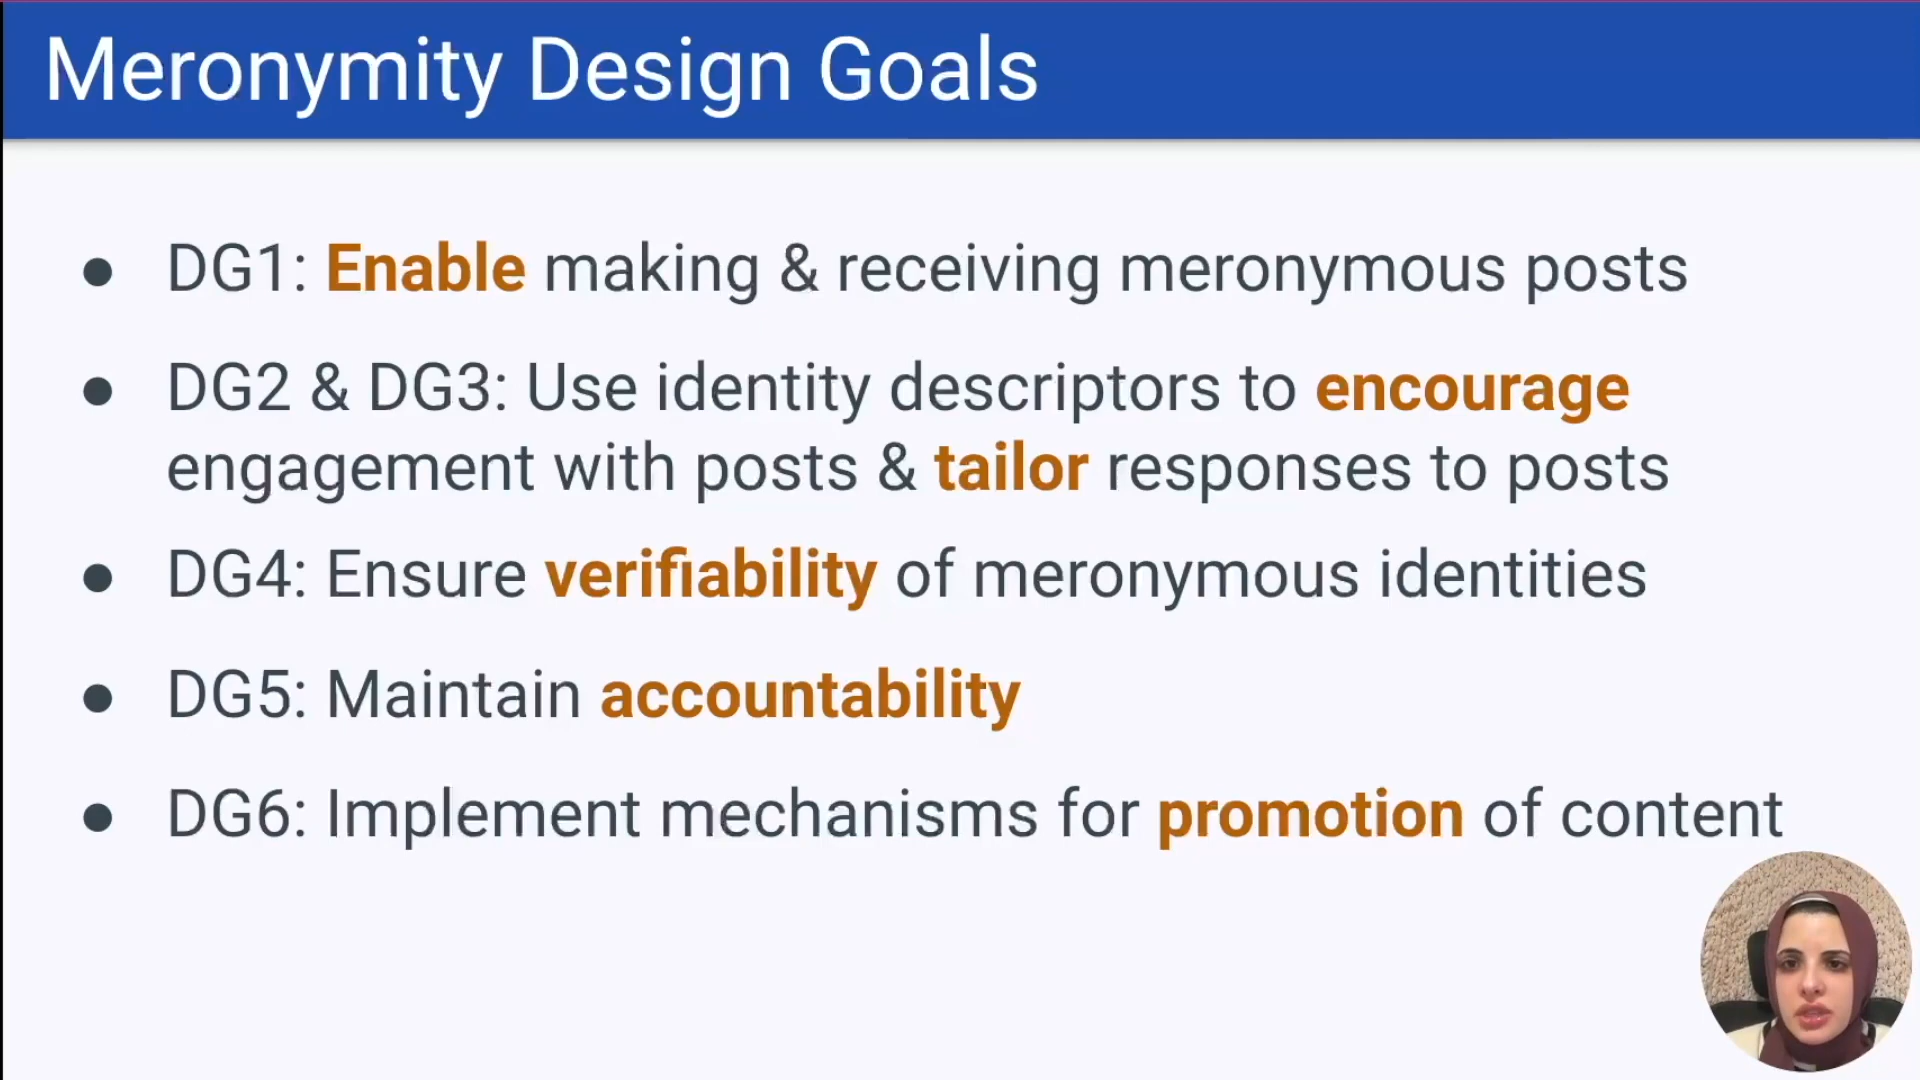 Meronymity Design Goals
● DG1: Enable making & receiving meronymous posts
● DG2 & DG3: Use identity descriptors to encourage
engagement with posts & tailor responses to posts
● DG4: Ensure verifiability of meronymous identities
● DG5: Maintain accountability
● DG6: Implement mechanisms for promotion of content